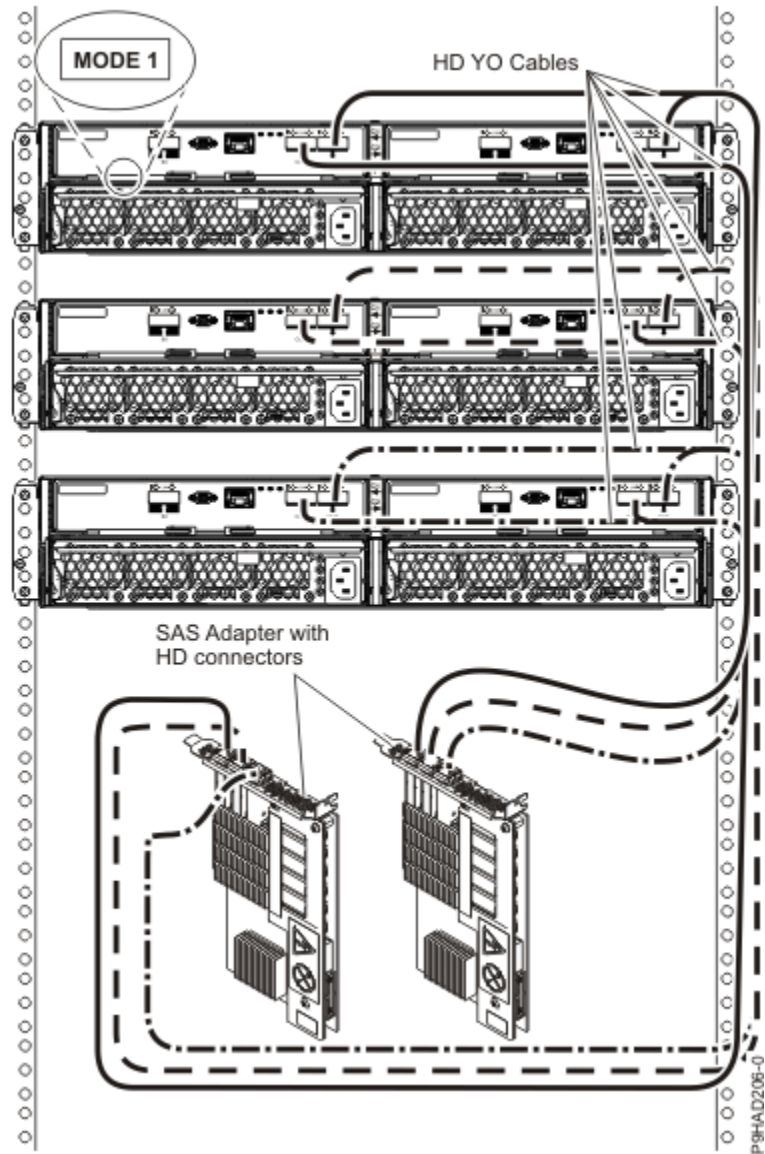 MODE 1
HD YO Cables
SAS Adapter with
HD connectors
P9HAD206-0